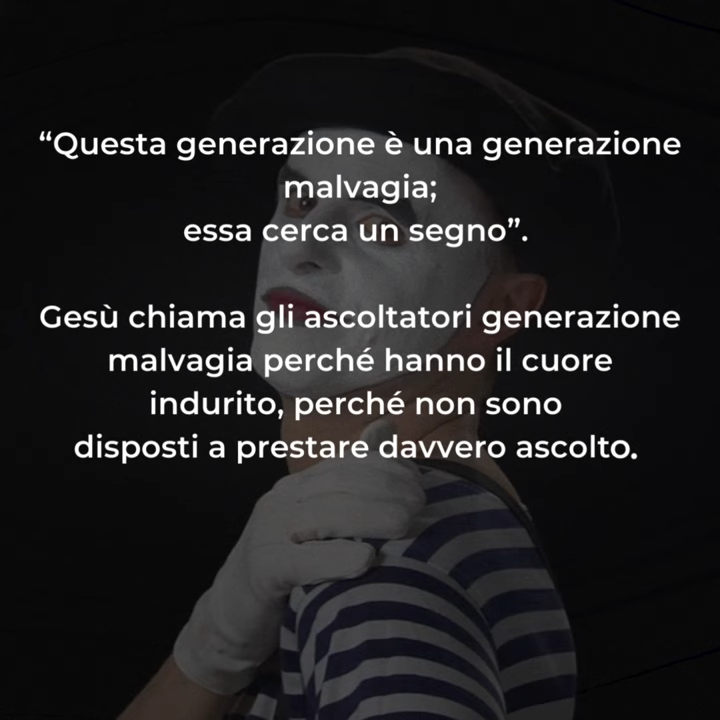 “Questa generazione è una generazione
malvagia;
essa cerca un segno”.
Gesù chiama gli ascoltatori generazione
malvagia perché hanno il cuore
indurito, perché non sono
disposti a prestare davvero ascolto.